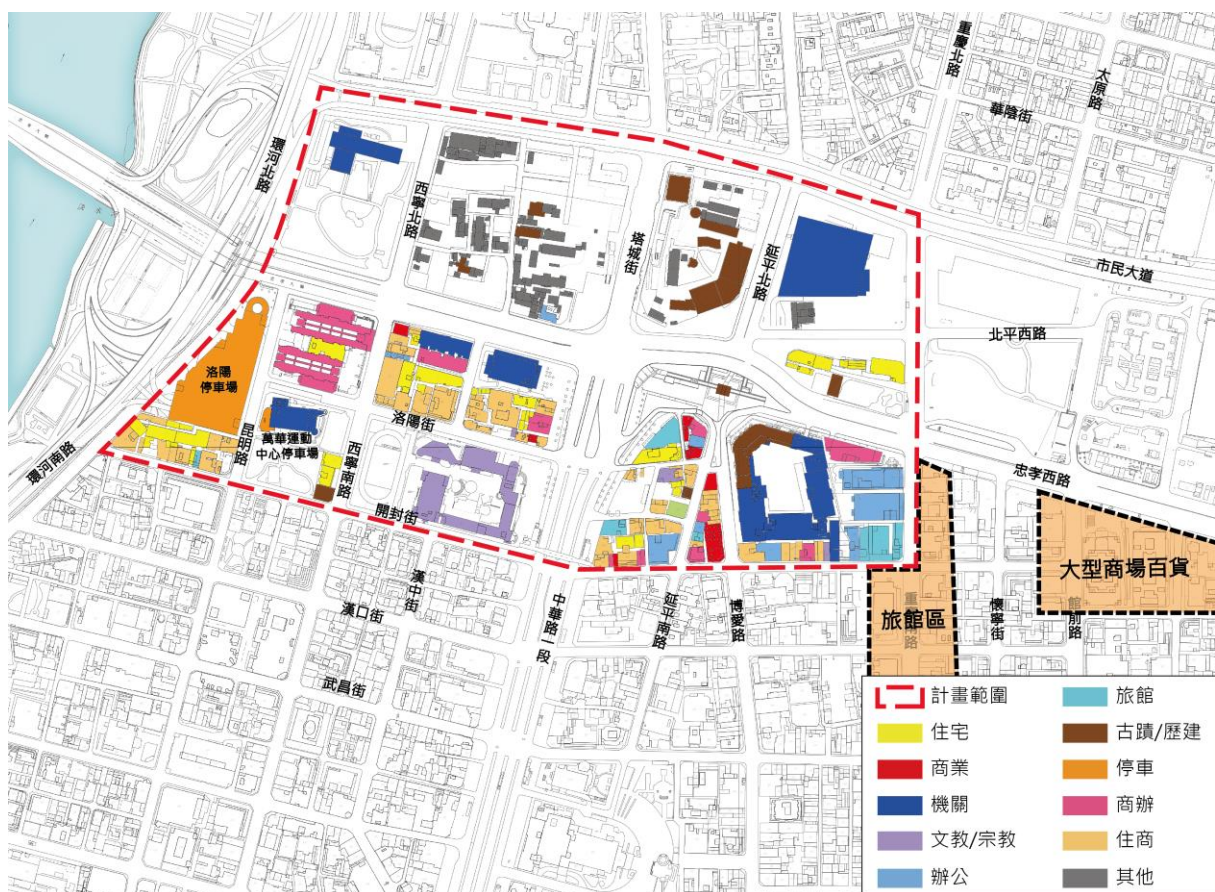 重慶北路
太原路
華陰街
環河北路
西寧北路
塔城街
延平北路
市民大道
北平西路
洛陽
停車場
洛陽街
昆明路
萬華運動
中心停車場
西寧南路
環河南路
忠孝西路
開封街
大型商場百貨
漢中街
漢口街
中華路一段
延平南路
博愛路
旅館區
懷寧街
館前路
武昌街
計畫範圍
旅館
住宅
古蹟/歷建
商業
停車
機關
商辦
文教/宗教
住商
辦公
其他